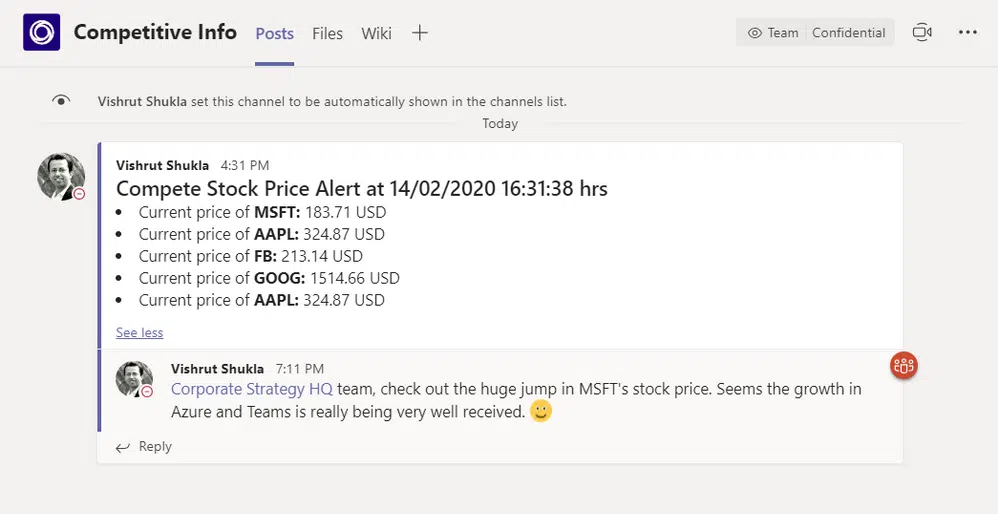 Competitive Info Posts Files Wiki Team Confidential
Vishrut Shukla set this channel to be automatically shown in the channels list.
Today
Vishrut Shukla 4:31 PM
Compete Stock Price Alert at 14/02/2020 16:31:38 hrs
• Current price of MSFT: 183.71 USD
• Current price of AAPL: 324.87 USD
• Current price of FB: 213.14 USD
• Current price of GOOG: 1514.66 USD
• Current price of AAPL: 324.87 USD
See less
Vishrut Shukla 7:11 PM
Corporate Strategy HQ team, check out the huge jump in MSFT's stock price. Seems the growth in
Azure and Teams is really being very well received. 🙂
Reply